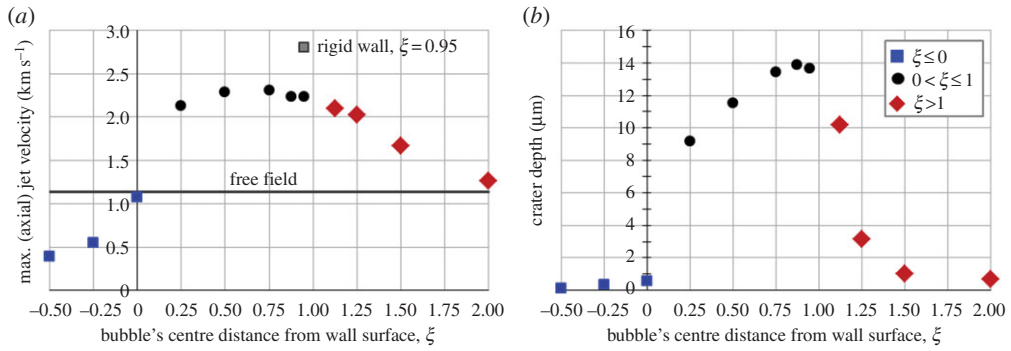 (a)
max. (axial) jet velocity (km s⁻¹)
3.0
2.5
2.0
1.5
1.0
0.5
0
rigid wall, ξ = 0.95
free field
–0.50 –0.25 0 0.25 0.50 0.75 1.00 1.25 1.50 1.75 2.00
bubble's centre distance from wall surface, ξ
(b)
crater depth (μm)
16
14
12
10
8
6
4
2
0
ξ ≤ 0
0 < ξ ≤ 1
ξ > 1
–0.50 –0.25 0 0.25 0.50 0.75 1.00 1.25 1.50 1.75 2.00
bubble's centre distance from wall surface, ξ